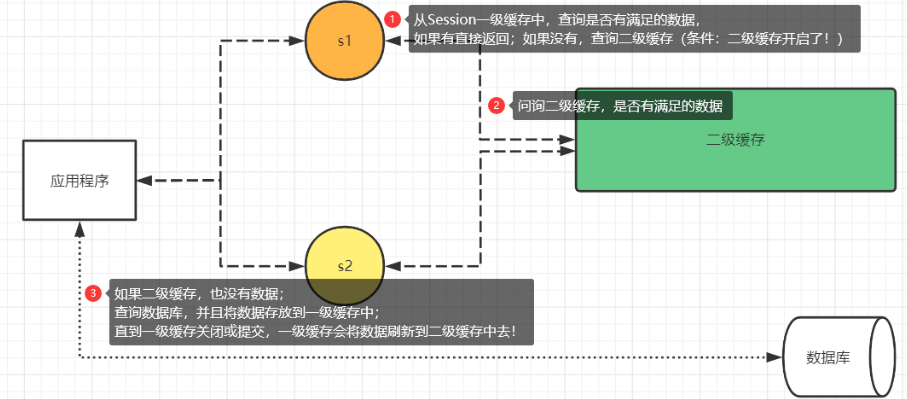 s1
1
从Session一级缓存中，查询是否有满足的数据，
如果有直接返回；如果没有，查询二级缓存（条件：二级缓存开启了！）
2
问询二级缓存，是否有满足的数据
二级缓存
应用程序
s2
3
如果二级缓存，也没有数据；
查询数据库，并且将数据存放到一级缓存中；
直到一级缓存关闭或提交，一级缓存会将数据刷新到二级缓存中去！
数据库